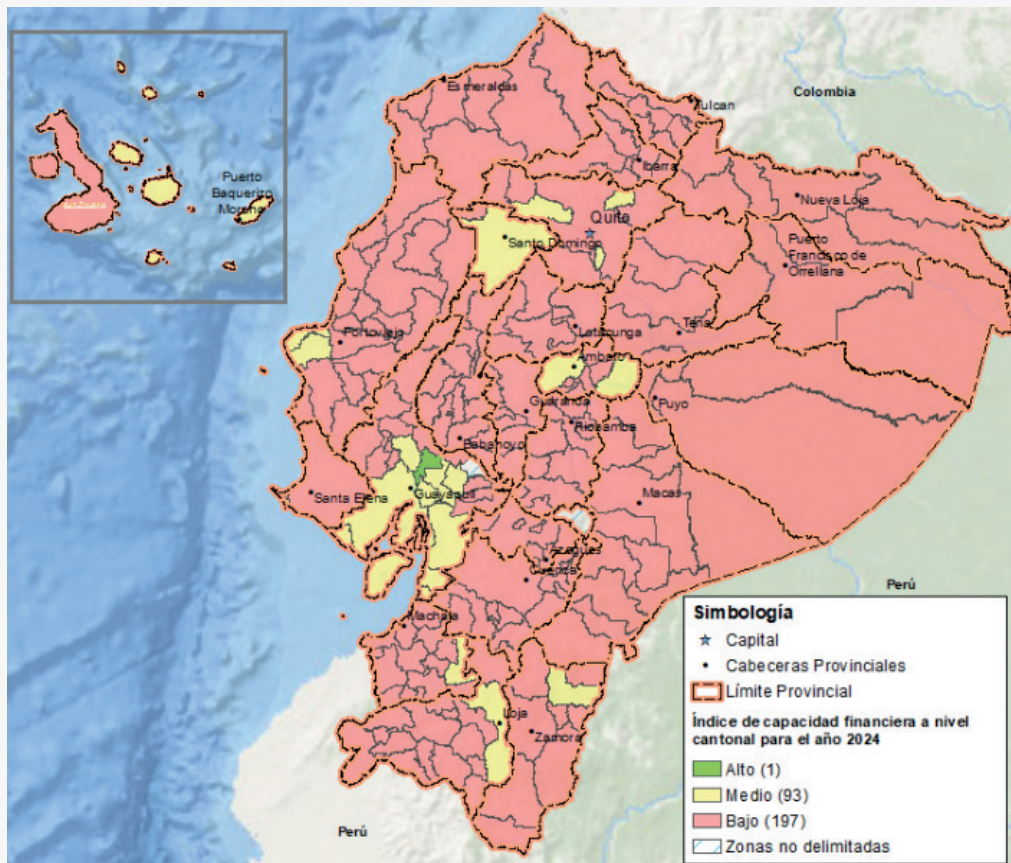 Esmeraldas
Tulcan
Colombia
Ibarra
Puerto
Baquerizo
Moreno
Nueva Loja
Quito
Santo Domingo
Puerto
Francisco de
Orrellana
Portoviejo
Latacunga
Tena
Ambato
Guaranda
Puyo
Riobamba
Babahoyo
Santa Elena
Guayaquil
Macas
Azogues
Cuenca
Perú
Machala
Loja
Zamora
Perú
Simbología
Capital
Cabeceras Provinciales
Límite Provincial
Índice de capacidad financiera a nivel
cantonal para el año 2024
Alto (1)
Medio (93)
Bajo (197)
Zonas no delimitadas